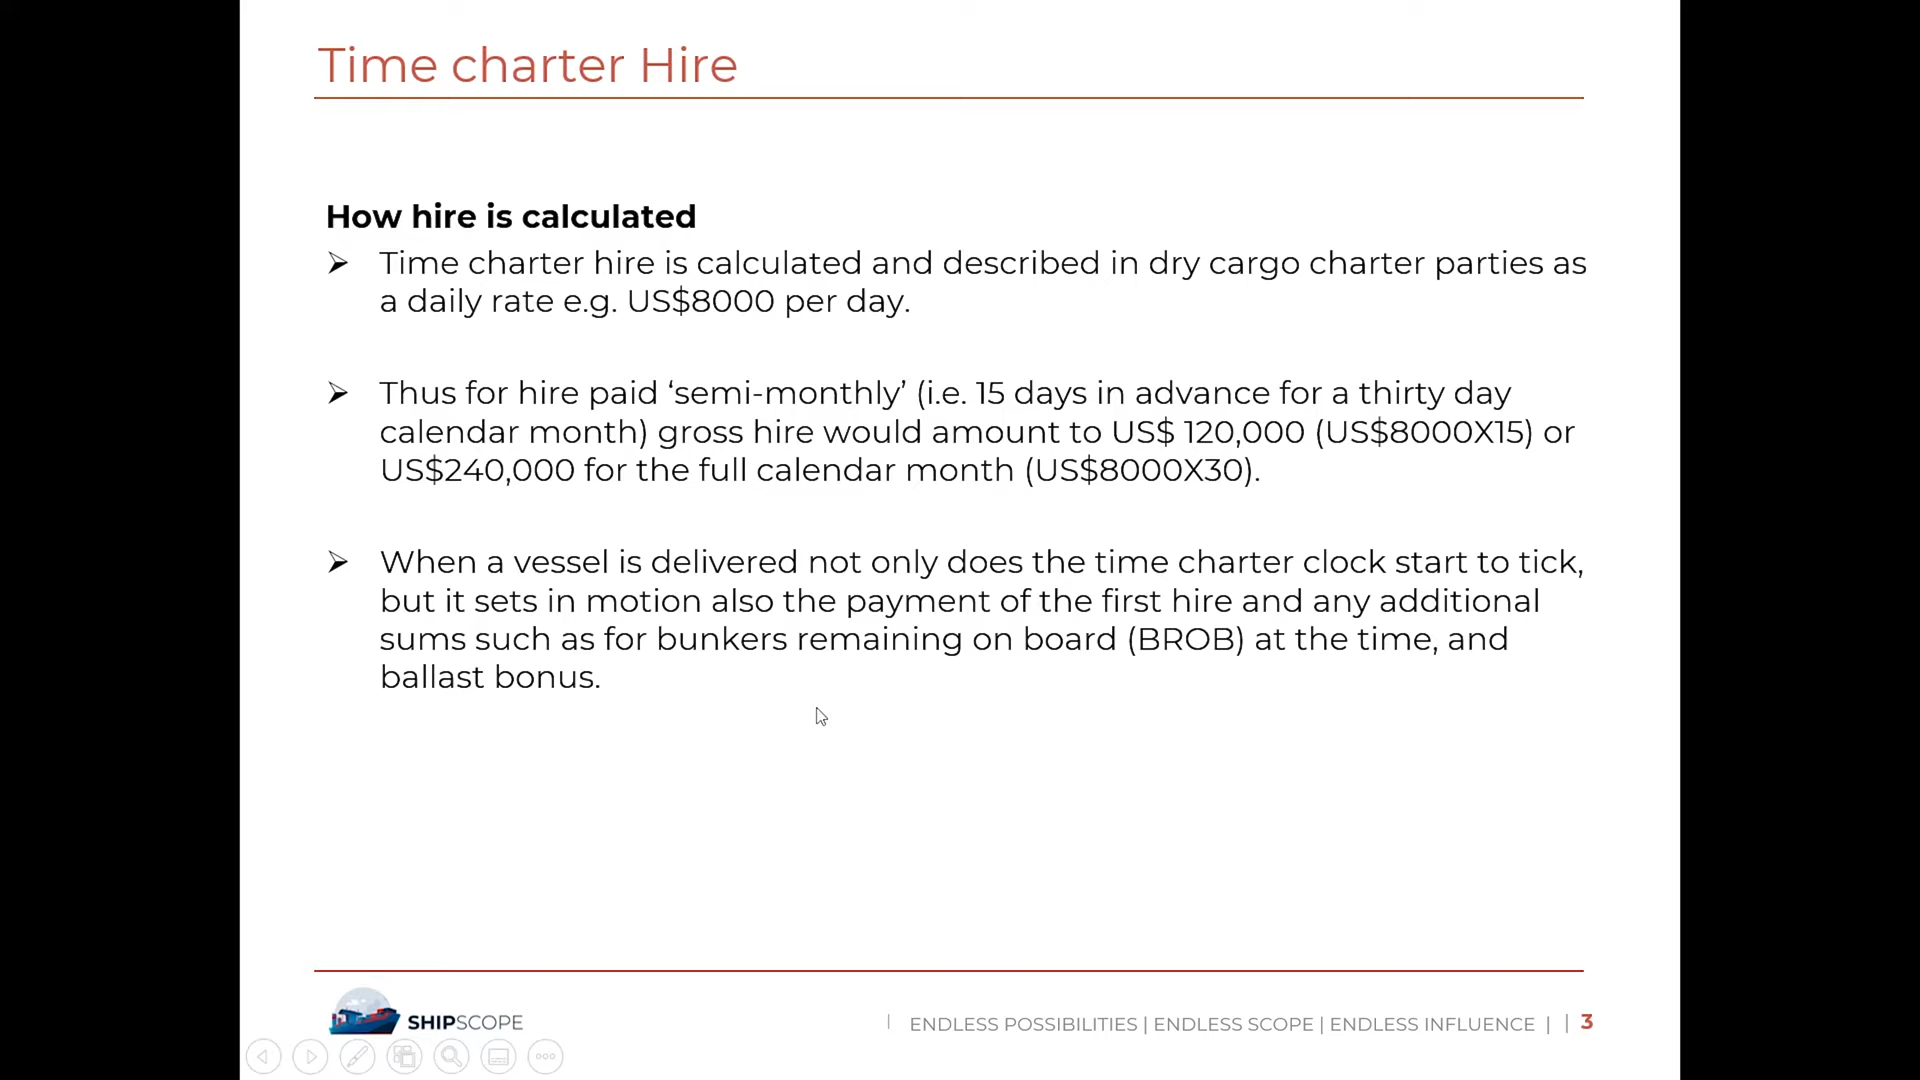 Time charter Hire
How hire is calculated
Time charter hire is calculated and described in dry cargo charter parties as
a daily rate e.g. US$8000 per day.
Thus for hire paid ‘semi-monthly’ (i.e. 15 days in advance for a thirty day
calendar month) gross hire would amount to US$ 120,000 (US$8000X15) or
US$240,000 for the full calendar month (US$8000X30).
When a vessel is delivered not only does the time charter clock start to tick,
but it sets in motion also the payment of the first hire and any additional
sums such as for bunkers remaining on board (BROB) at the time, and
ballast bonus.
SHIPSCOPE
| ENDLESS POSSIBILITIES | ENDLESS SCOPE | ENDLESS INFLUENCE | | 3